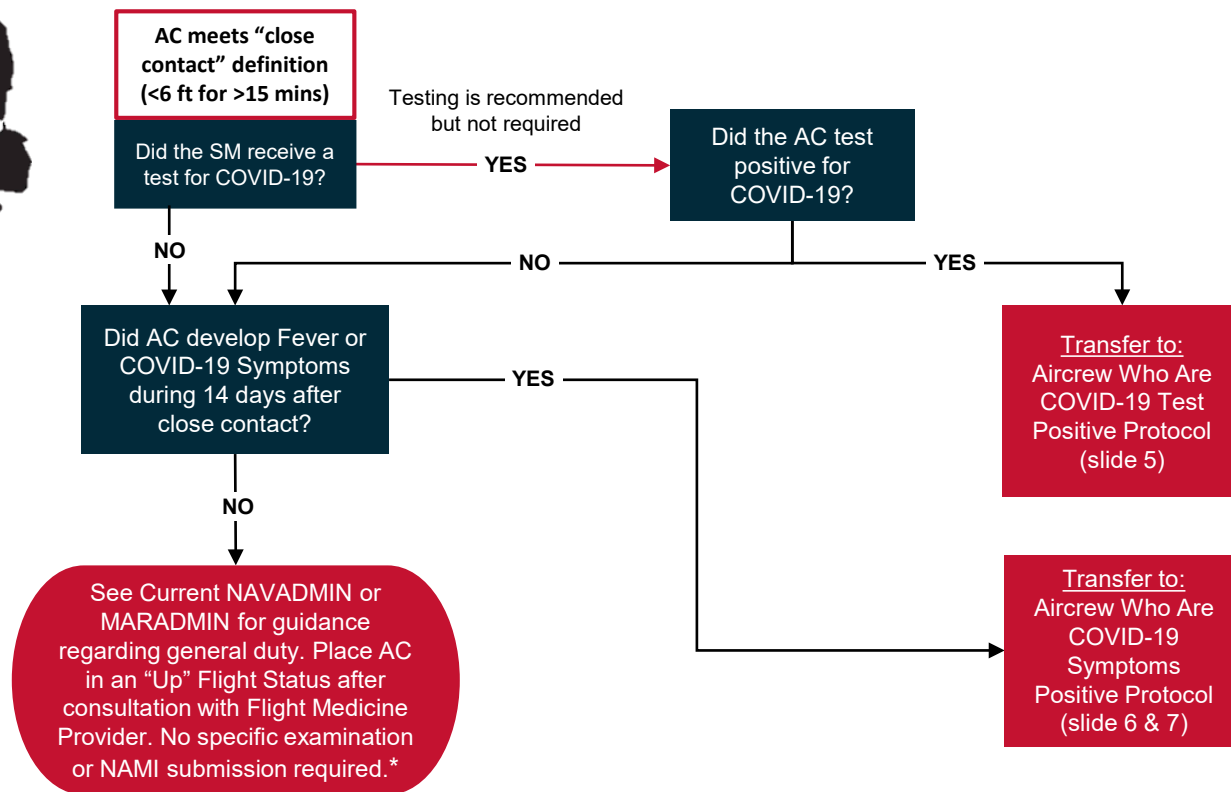 AC meets “close
contact” definition
(<6 ft for >15 mins)
Did the SM receive a
test for COVID-19?
Testing is recommended
but not required
YES
Did the AC test
positive for
COVID-19?
NO
NO
YES
Did AC develop Fever or
COVID-19 Symptoms
during 14 days after
close contact?
YES
Transfer to:
Aircrew Who Are
COVID-19 Test
Positive Protocol
(slide 5)
NO
See Current NAVADMIN or
MARADMIN for guidance
regarding general duty. Place AC
in an “Up” Flight Status after
consultation with Flight Medicine
Provider. No specific examination
or NAMI submission required.*
Transfer to:
Aircrew Who Are
COVID-19
Symptoms
Positive Protocol
(slide 6 & 7)